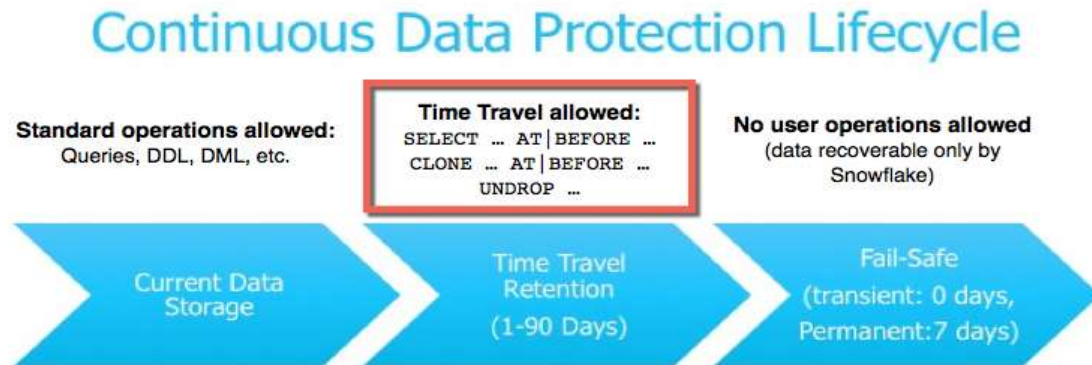 Continuous Data Protection Lifecycle
Standard operations allowed:
Queries, DDL, DML, etc.
Time Travel allowed:
SELECT … AT|BEFORE …
CLONE … AT|BEFORE …
UNDROP …
No user operations allowed
(data recoverable only by
Snowflake)
Current Data
Storage
Time Travel
Retention
(1-90 Days)
Fail-Safe
(transient: 0 days,
Permanent:7 days)